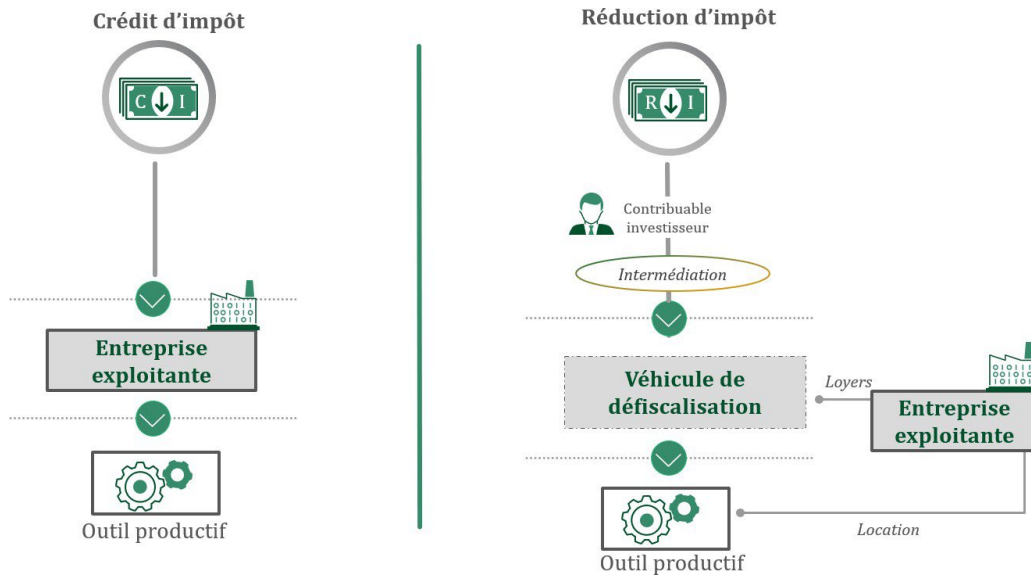 Crédit d'impôt
C I
Entreprise
exploitante
Outil productif
Réduction d'impôt
R I
Contribuable
investisseur
Intermédiation
Véhicule de
défiscalisation
Loyers
Entreprise
exploitante
Outil productif
Location